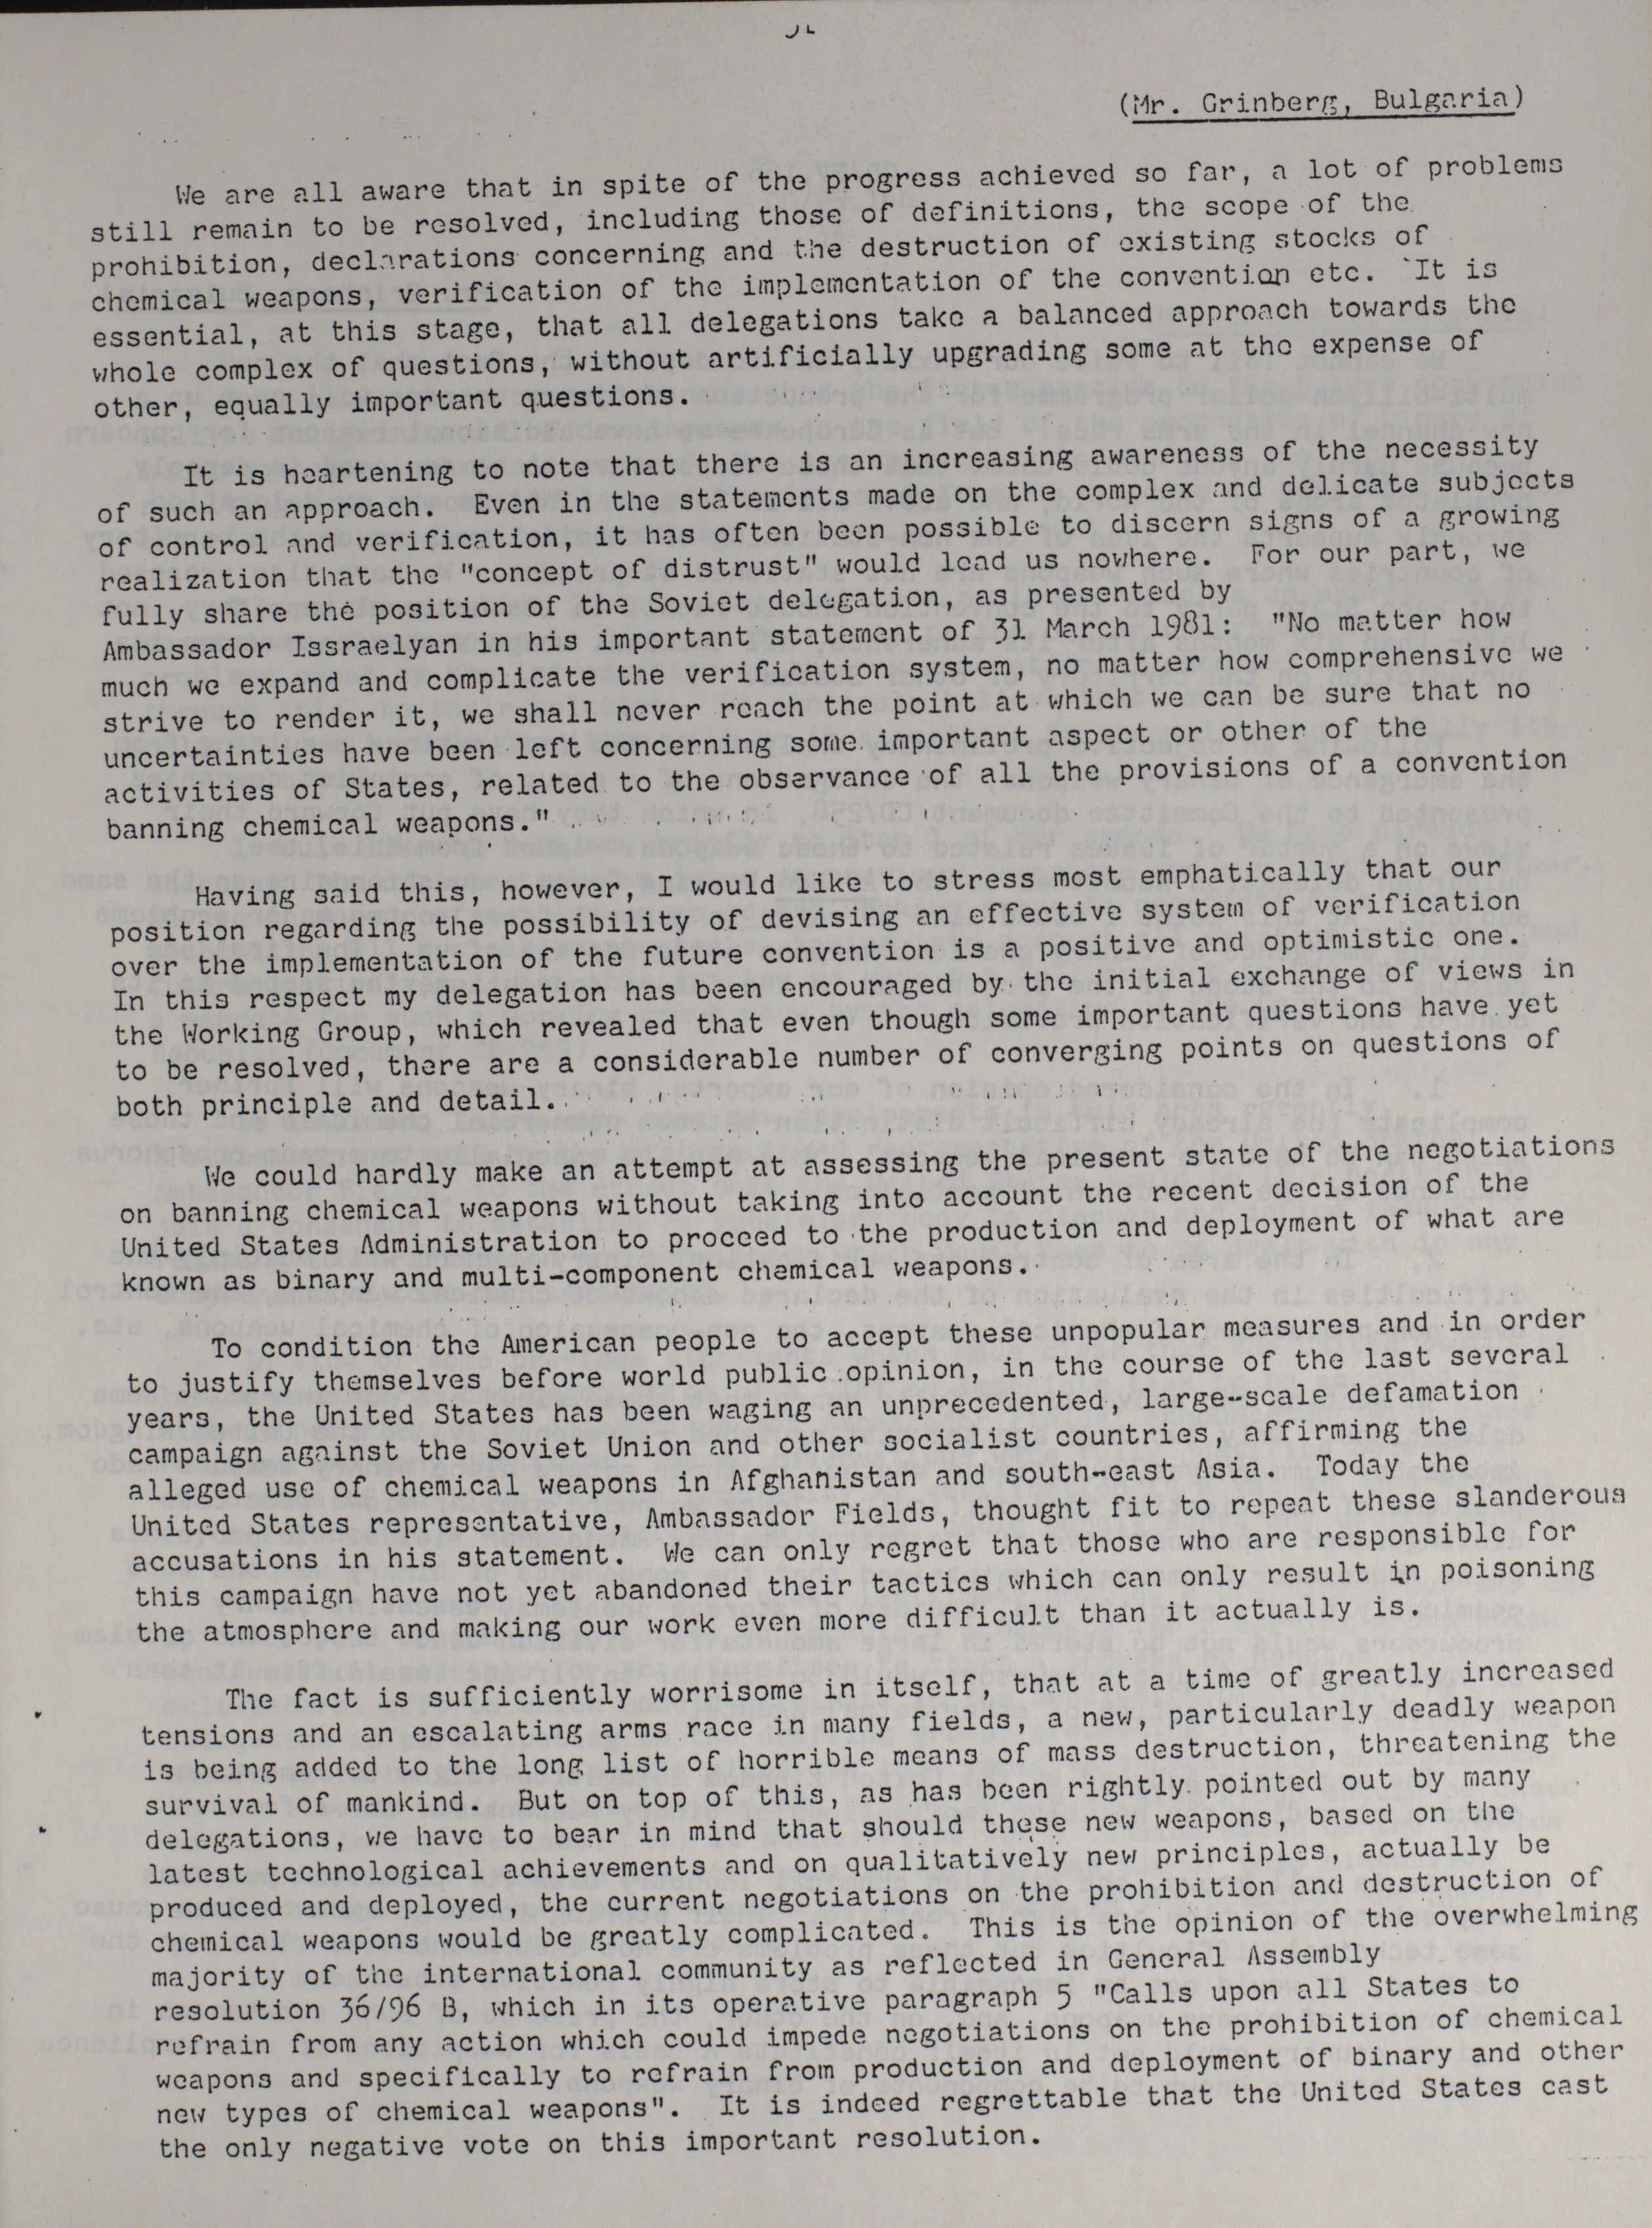 (Mr. Grinberg, Bulgaria)
We are all aware that in spite of the progress achieved so far, a lot of problems
still remain to be resolved, including those of definitions, the scope of the
prohibition, declarations concerning and the destruction of existing stocks of
chemical weapons, verification of the implementation of the convention etc. It is
essential, at this stage, that all delegations take a balanced approach towards the
whole complex of questions, without artificially upgrading some at the expense of
other, equally important questions.
It is heartening to note that there is an increasing awareness of the necessity
of such an approach. Even in the statements made on the complex and delicate subjects
of control and verification, it has often been possible to discern signs of a growing
realization that the "concept of distrust" would lead us nowhere. For our part, we
fully share the position of the Soviet delegation, as presented by
Ambassador Issraelyan in his important statement of 31 March 1981: "No matter how
much we expand and complicate the verification system, no matter how comprehensive we
strive to render it, we shall never reach the point at which we can be sure that no
uncertainties have been left concerning some important aspect or other of the
activities of States, related to the observance of all the provisions of a convention
banning chemical weapons."
Having said this, however, I would like to stress most emphatically that our
position regarding the possibility of devising an effective system of verification
over the implementation of the future convention is a positive and optimistic one.
In this respect my delegation has been encouraged by the initial exchange of views in
the Working Group, which revealed that even though some important questions have yet
to be resolved, there are a considerable number of converging points on questions of
both principle and detail.
We could hardly make an attempt at assessing the present state of the negotiations
on banning chemical weapons without taking into account the recent decision of the
United States Administration to proceed to the production and deployment of what are
known as binary and multi-component chemical weapons.
To condition the American people to accept these unpopular measures and in order
to justify themselves before world public opinion, in the course of the last several
years, the United States has been waging an unprecedented, large-scale defamation
campaign against the Soviet Union and other socialist countries, affirming the
alleged use of chemical weapons in Afghanistan and south-east Asia. Today the
United States representative, Ambassador Fields, thought fit to repeat these slanderous
accusations in his statement. We can only regret that those who are responsible for
this campaign have not yet abandoned their tactics which can only result in poisoning
the atmosphere and making our work even more difficult than it actually is.
The fact is sufficiently worrisome in itself, that at a time of greatly increased
tensions and an escalating arms race in many fields, a new, particularly deadly weapon
is being added to the long list of horrible means of mass destruction, threatening the
survival of mankind. But on top of this, as has been rightly pointed out by many
delegations, we have to bear in mind that should these new weapons, based on the
latest technological achievements and on qualitatively new principles, actually be
produced and deployed, the current negotiations on the prohibition and destruction of
chemical weapons would be greatly complicated. This is the opinion of the overwhelming
majority of the international community as reflected in General Assembly
resolution 36/96 B, which in its operative paragraph 5 "Calls upon all States to
refrain from any action which could impede negotiations on the prohibition of chemical
weapons and specifically to refrain from production and deployment of binary and other
new types of chemical weapons". It is indeed regrettable that the United States cast
the only negative vote on this important resolution.